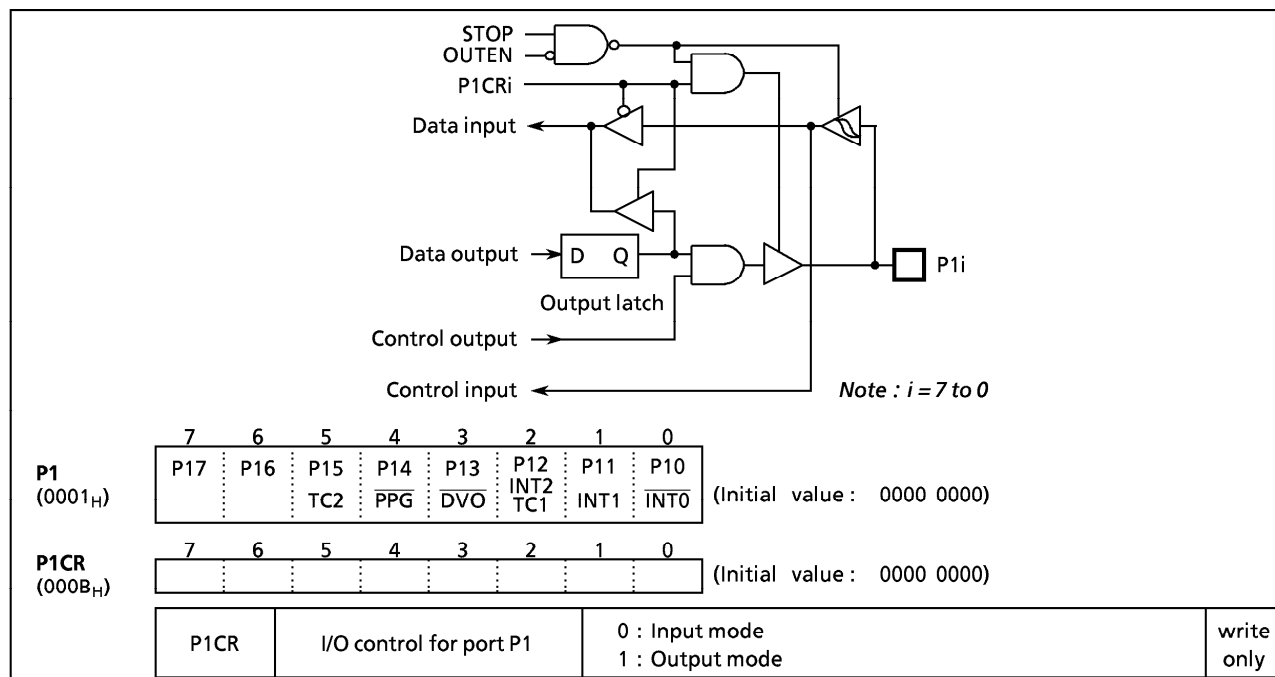 STOP
OUTEN
P1CRi
Data input
Data output
D Q
P1i
Output latch
Control output
Control input
Note : i = 7 to 0
7 6 5 4 3 2 1 0
P1
(0001H)
P17 P16 P15 P14 P13 P12 P11 P10
TC2 PPG DVO INT2 TC1 INT1 INT0
(Initial value : 0000 0000)
7 6 5 4 3 2 1 0
P1CR
(000BH)
(Initial value : 0000 0000)
P1CR
I/O control for port P1
0 : Input mode
1 : Output mode
write
only